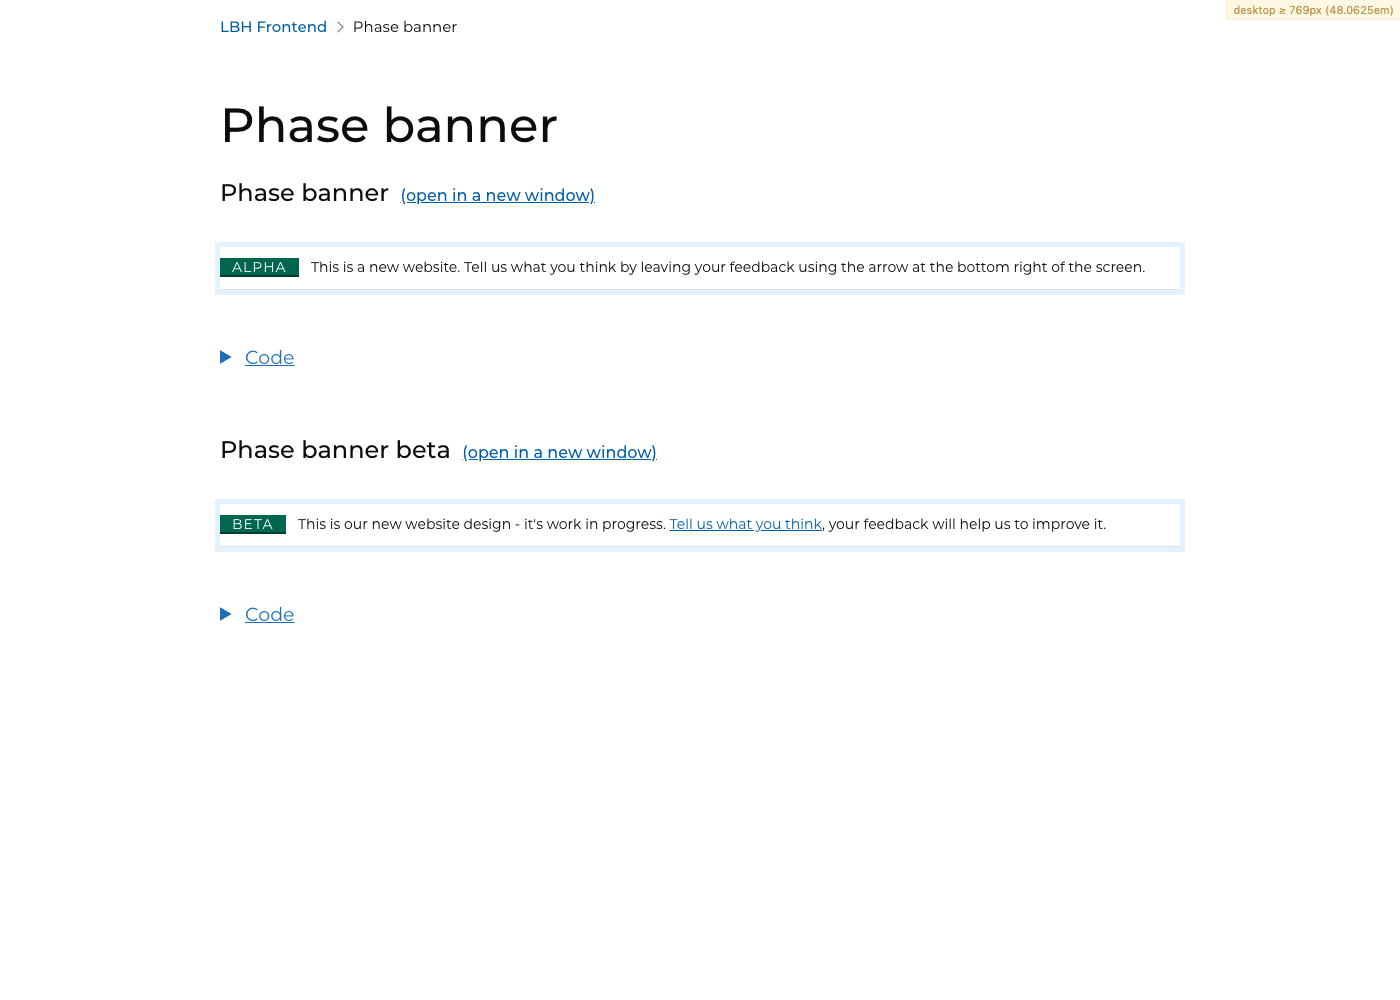 LBH Frontend > Phase banner
desktop ≥ 769px (48.0625em)
Phase banner
Phase banner (open in a new window)
ALPHA This is a new website. Tell us what you think by leaving your feedback using the arrow at the bottom right of the screen.
Code
Phase banner beta (open in a new window)
BETA This is our new website design - it's work in progress. Tell us what you think, your feedback will help us to improve it.
Code